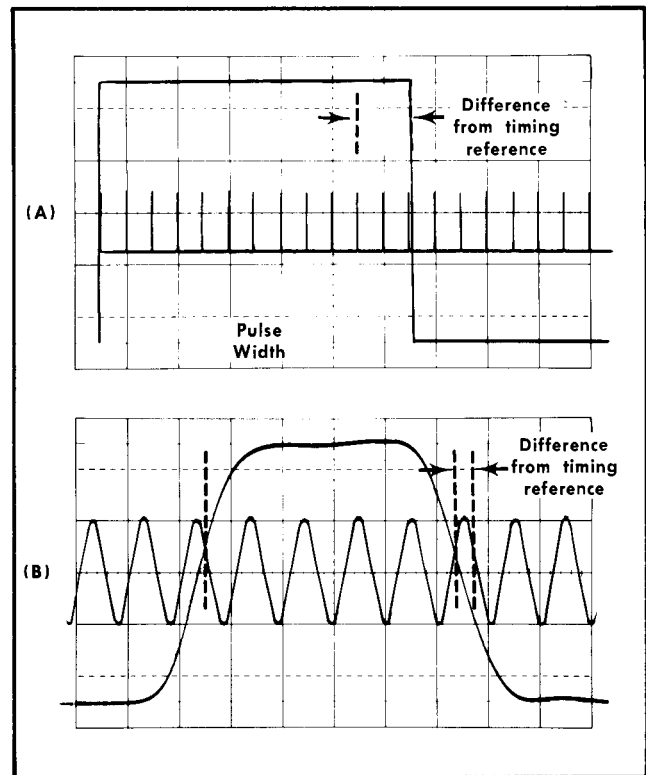 Difference
from timing
reference
(A)
Pulse
Width
Difference
from timing
reference
(B)